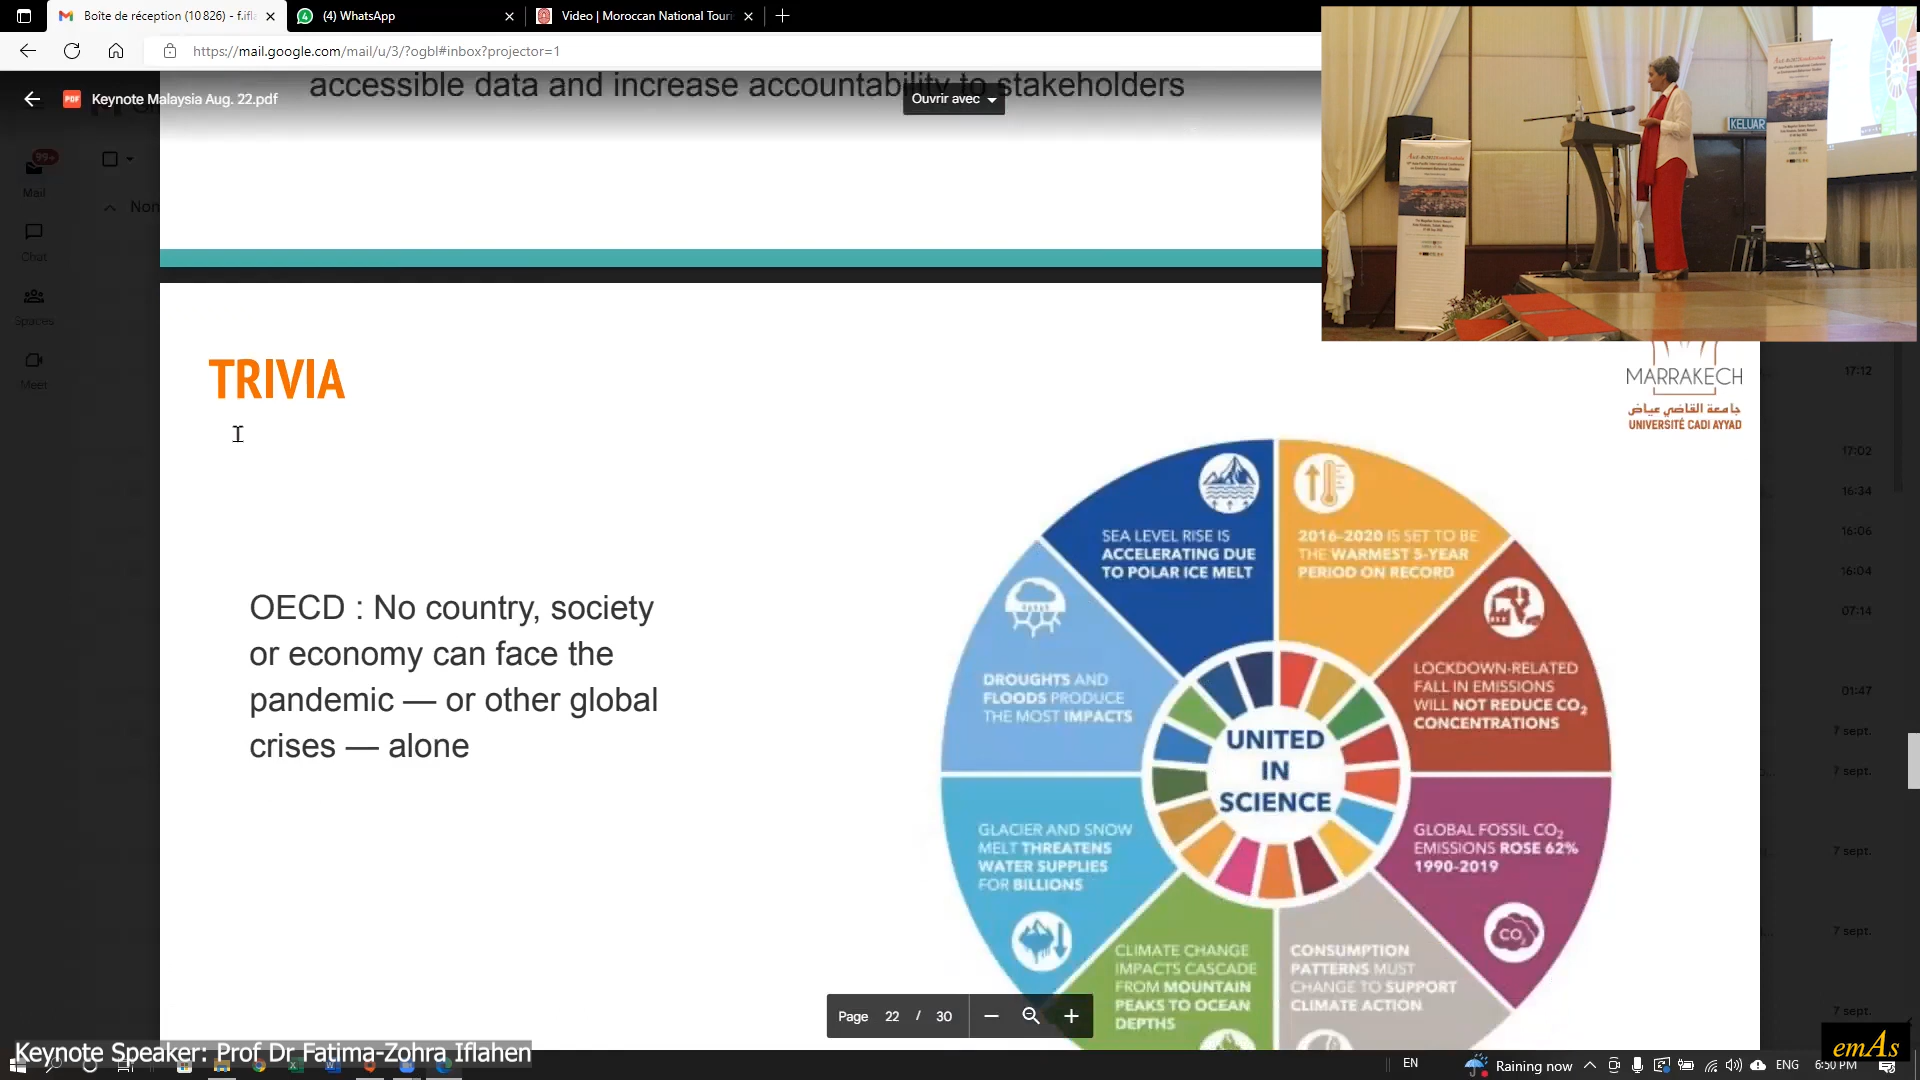 Boîte de réception (10 826) - f.ifla
(4) WhatsApp
Video | Moroccan National Touri
https://mail.google.com/mail/u/3/?ogbl#inbox?projector=1
accessible data and increase accountability to stakeholders
PDF
Keynote Malaysia Aug. 22.pdf
Ouvrir avec
99+
Mail
Non
Chat
Spaces
Meet
KELUAR
TRIVIA
MARRAKECH
جامعة القاضي عياض
UNIVERSITÉ CADI AYYAD
OECD : No country, society
or economy can face the
pandemic — or other global
crises — alone
SEA LEVEL RISE IS
ACCELERATING DUE
TO POLAR ICE MELT
2016-2020 IS SET TO BE
THE WARMEST 5-YEAR
PERIOD ON RECORD
LOCKDOWN-RELATED
FALL IN EMISSIONS
WILL NOT REDUCE CO₂
CONCENTRATIONS
DROUGHTS AND
FLOODS PRODUCE
THE MOST IMPACTS
UNITED
IN
SCIENCE
GLACIER AND SNOW
MELT THREATENS
WATER SUPPLIES
FOR BILLIONS
GLOBAL FOSSIL CO₂
EMISSIONS ROSE 62%
1990-2019
CO₂
CLIMATE CHANGE
IMPACTS CASCADE
FROM MOUNTAIN
PEAKS TO OCEAN
DEPTHS
CONSUMPTION
PATTERNS MUST
CHANGE TO SUPPORT
CLIMATE ACTION
17:12
17:02
16:34
16:06
16:04
07:14
01:47
7 sept.
7 sept.
7 sept.
7 sept.
7 sept.
Page 22 / 30
Keynote Speaker: Prof Dr Fatima-Zohra Iflahen
emAs
EN
Raining now
ENG
6:50 PM